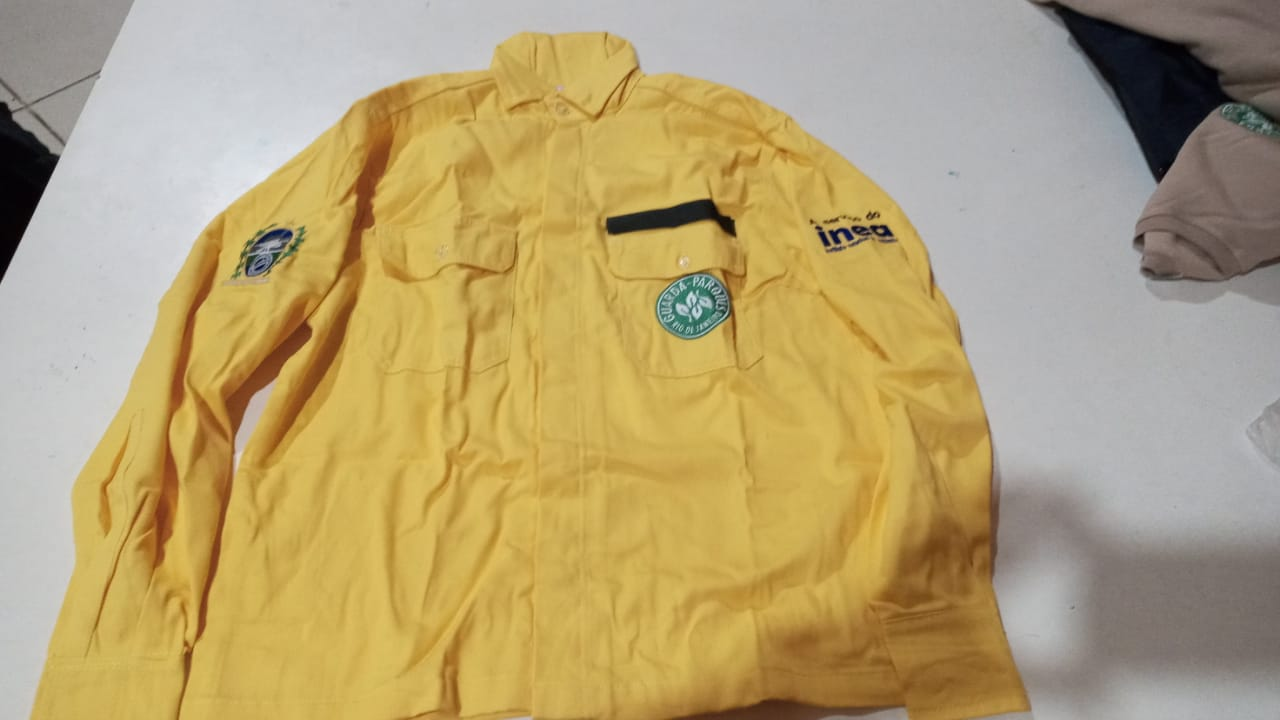 A serviço do
inea
GUARDA-PARQUES
RIO DE JANEIRO